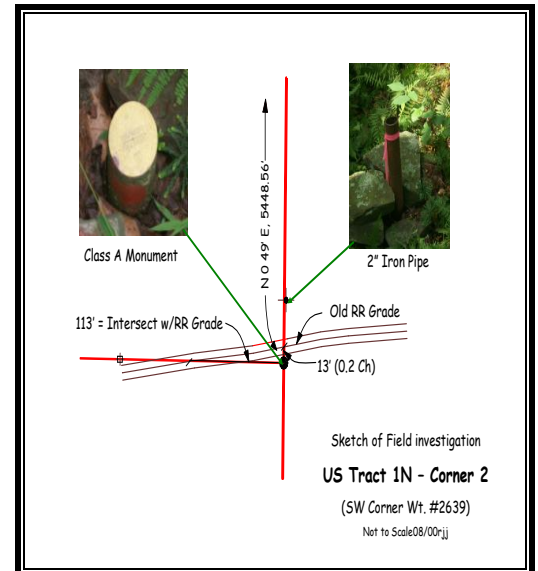 N 0 49' E, 5448.56'
Class A Monument
2" Iron Pipe
113' = Intersect w/RR Grade
Old RR Grade
13' (0.2 Ch)
Sketch of Field investigation
US Tract 1N - Corner 2
(SW Corner Wt. #2639)
Not to Scale08/00rjj